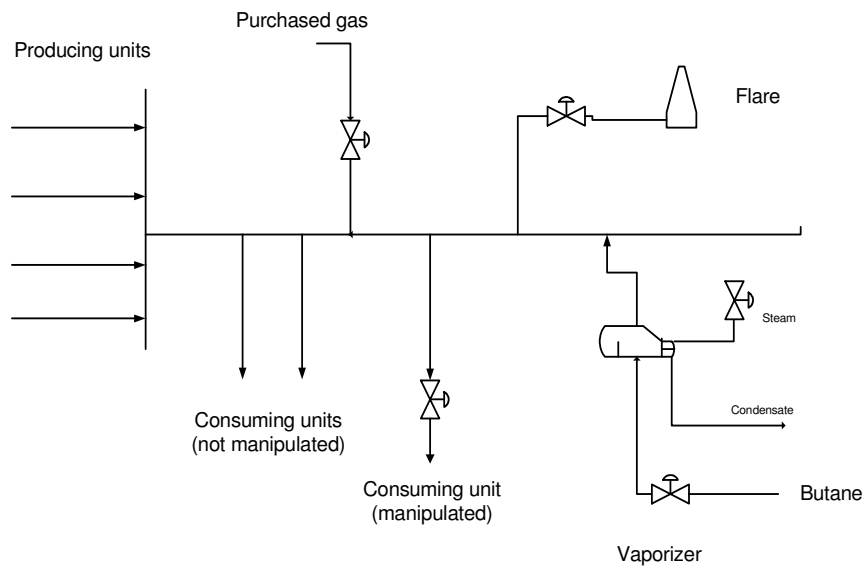 Purchased gas
Producing units
Flare
Steam
Condensate
Consuming units
(not manipulated)
Consuming unit
(manipulated)
Butane
Vaporizer